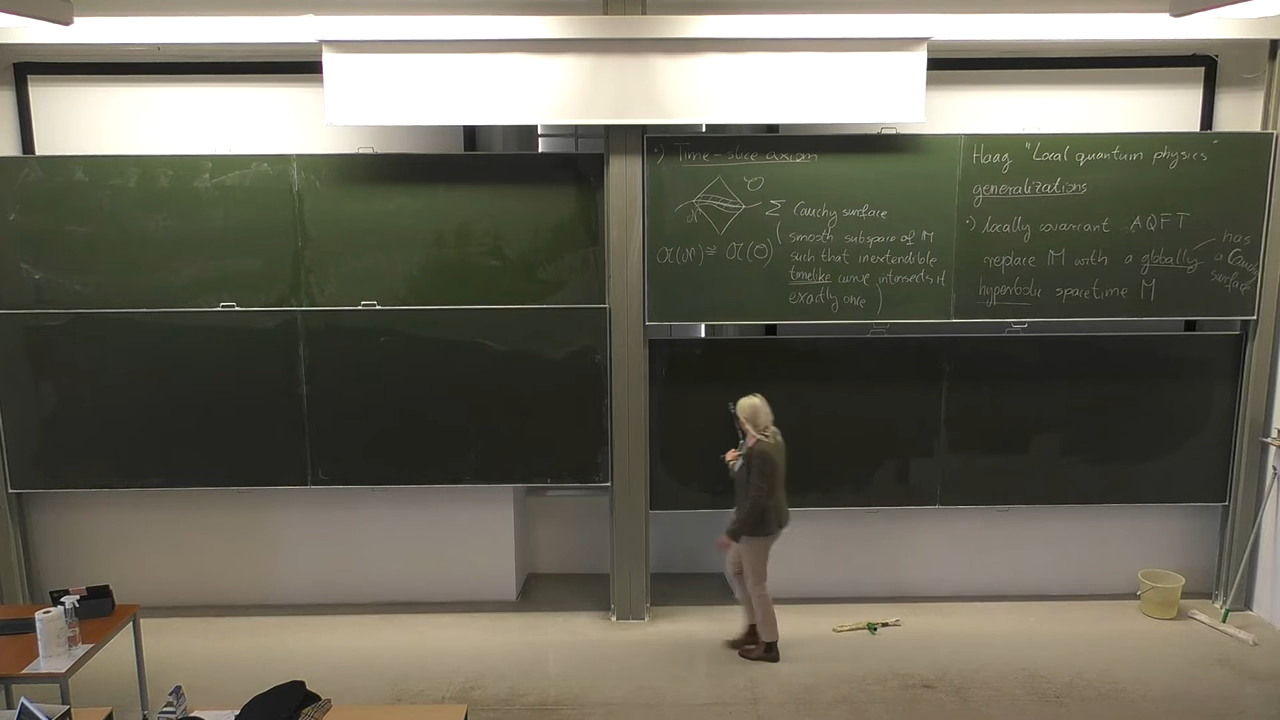 ·) Time-slice axiom
𝒪
𝒩
Σ Cauchy surface
( smooth subspace of 𝕄
𝔄(𝒩) ≅ 𝔄(𝒪)
such that inextendible
timelike curve intersects it
exactly once )
Haag "Local quantum physics"
generalizations
·) locally covariant AQFT
replace 𝕄 with a globally
hyperbolic spacetime M
has
a Cauchy
surface